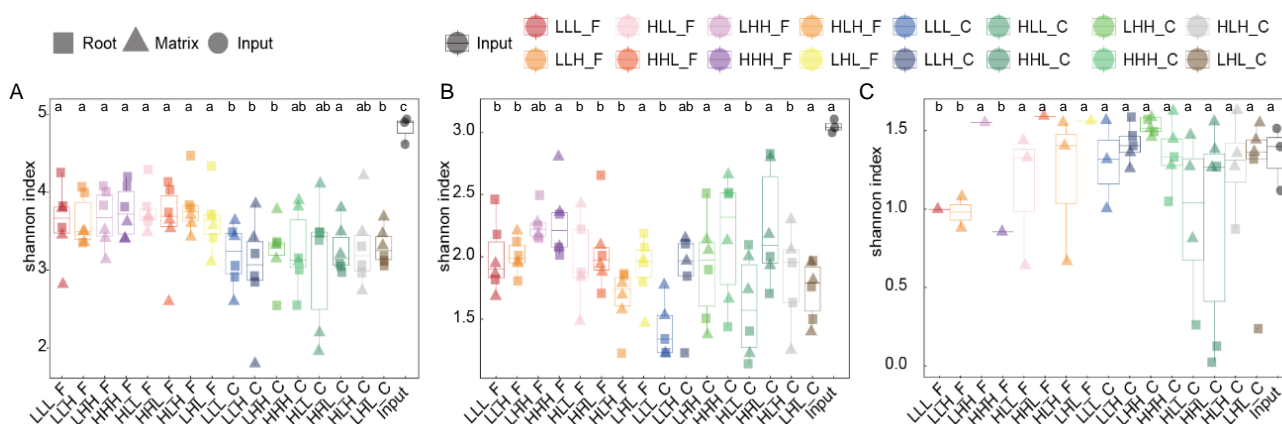 Root Matrix Input
Input LLL_F HLL_F LHH_F HLH_F LLL_C HLL_C LHH_C HLH_C
LLH_F HHL_F HHH_F LHL_F LLH_C HHL_C HHH_C LHL_C
A
a a a a a a a a b b b ab ab a ab b c
shannon index
5
4
3
2
LLL_F LLH_F LHH_F HHH_F HLL_F HHL_F HLH_F LHL_F LLL_C LLH_C LHH_C HHH_C HLL_C HHL_C HLH_C LHL_C Input
B
b b ab a b b b a b ab a a b a b a a
shannon index
3.0
2.5
2.0
1.5
LLL_F LLH_F LHH_F HHH_F HLL_F HHL_F HLH_F LHL_F LLL_C LLH_C LHH_C HHH_C HLL_C HHL_C HLH_C LHL_C Input
C
b b a a a a a a a a a a a a a a a
shannon index
1.5
1.0
0.5
0.0
LLL_F LLH_F LHH_F HHH_F HLL_F HHL_F HLH_F LHL_F LLL_C LLH_C LHH_C HHH_C HLL_C HHL_C HLH_C LHL_C Input